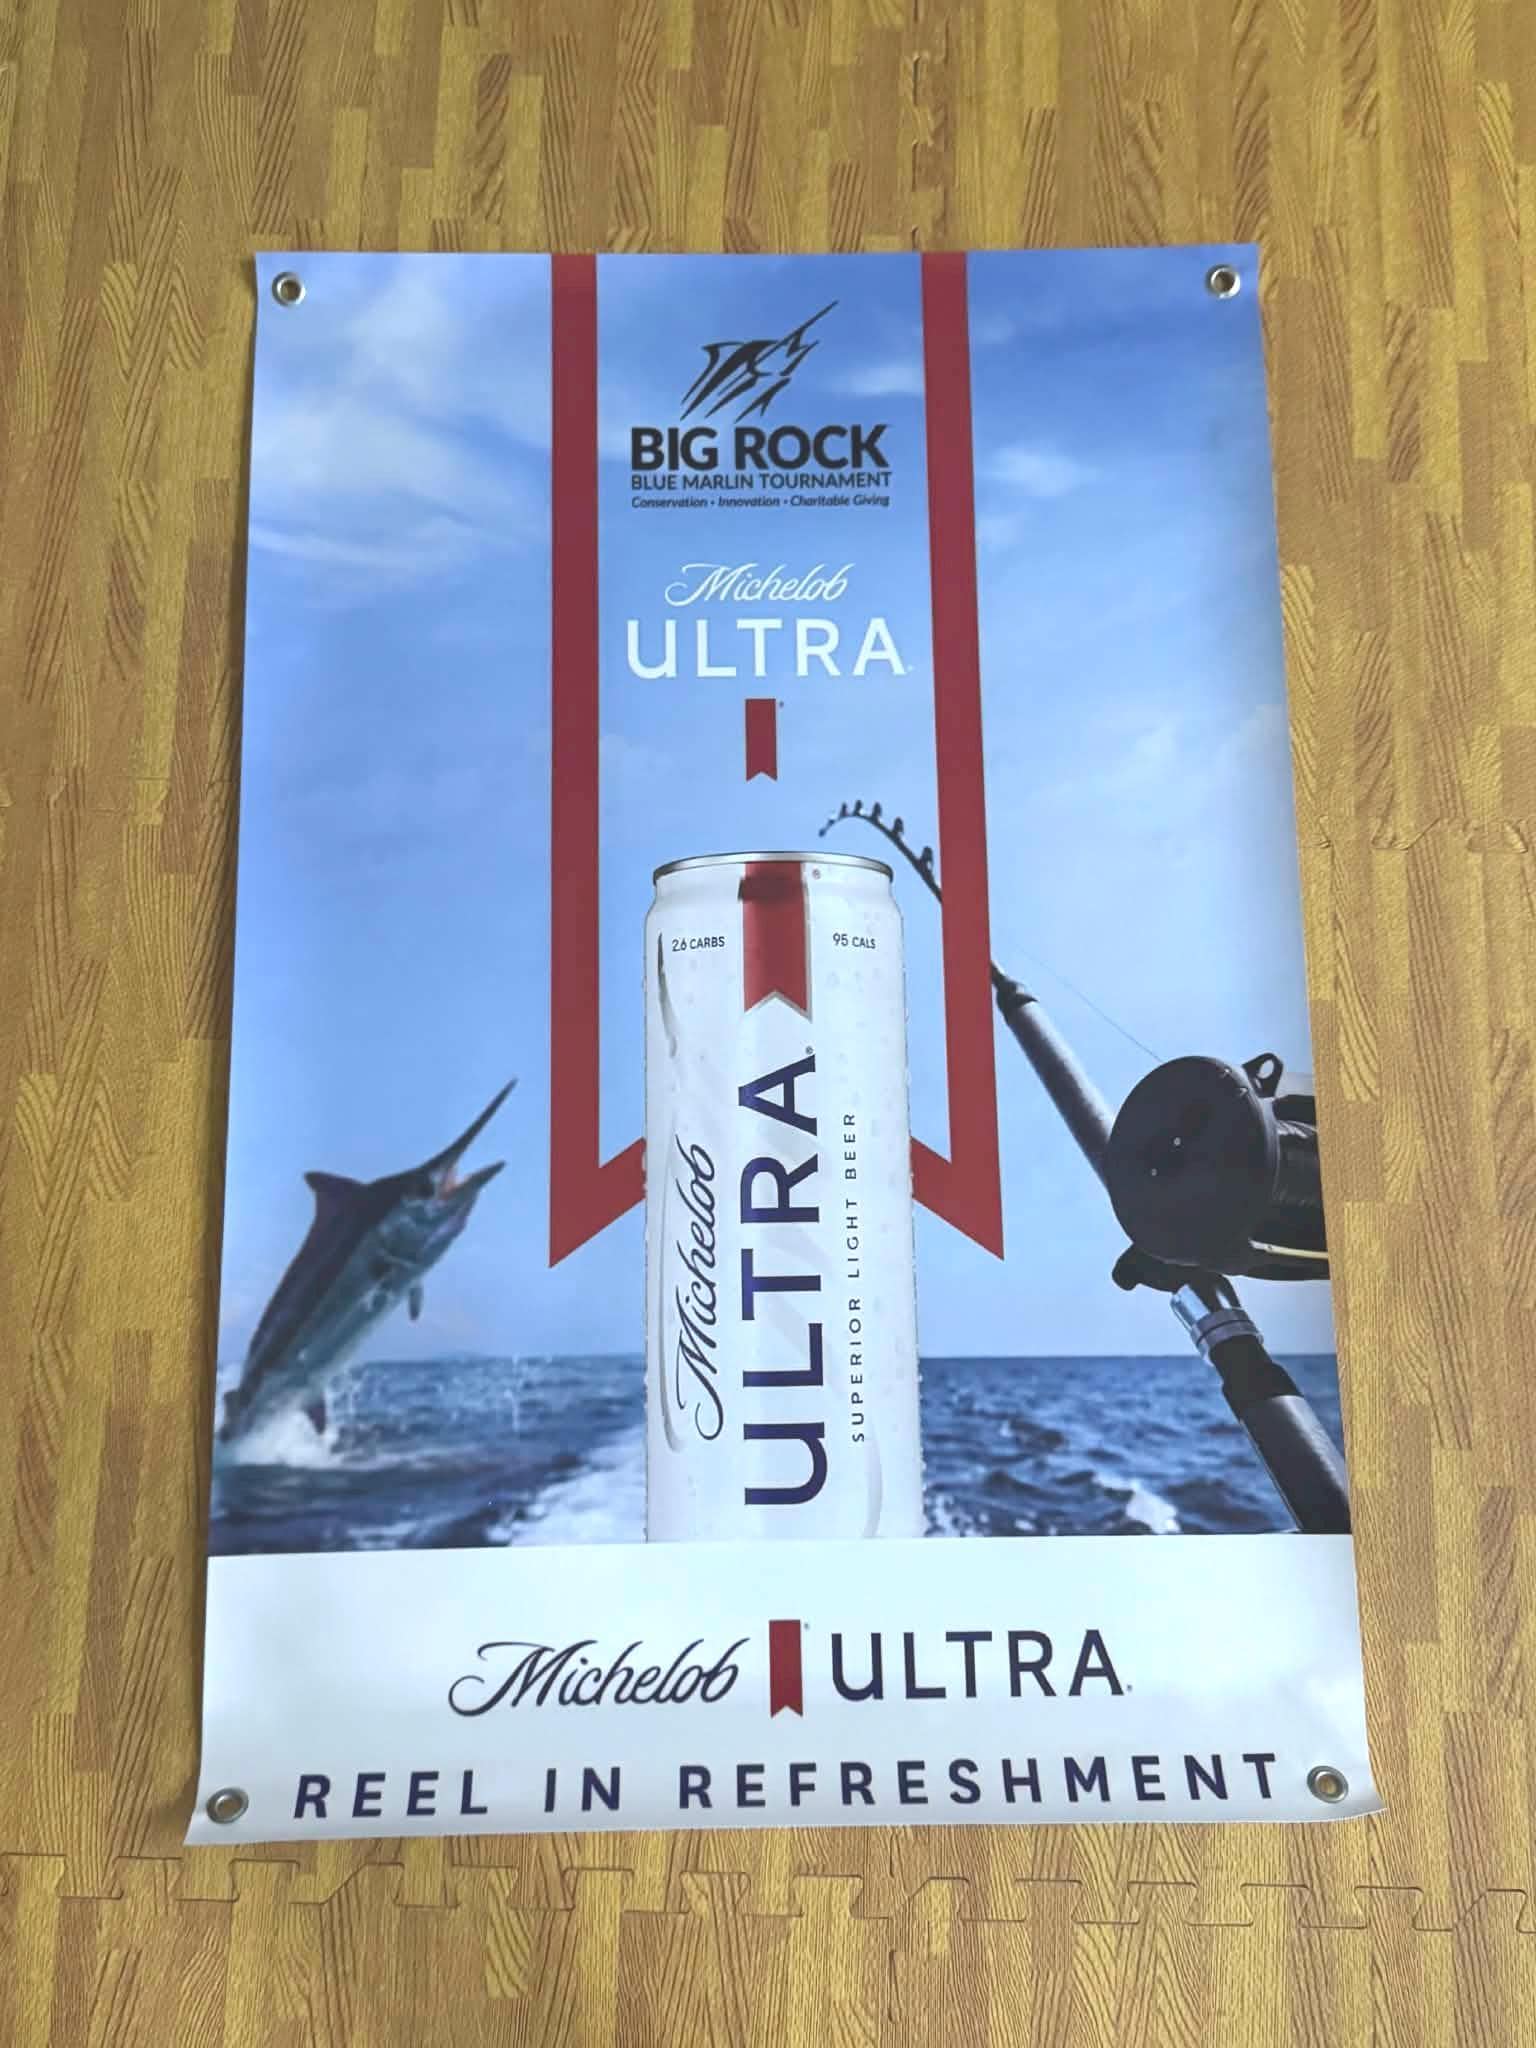 BIG ROCK
BLUE MARLIN TOURNAMENT
Conservation • Innovation • Charitable Giving
Michelob
ULTRA®
2.6 CARBS
95 CALS
Michelob
ULTRA®
SUPERIOR LIGHT BEER
Michelob ULTRA®
REEL IN REFRESHMENT